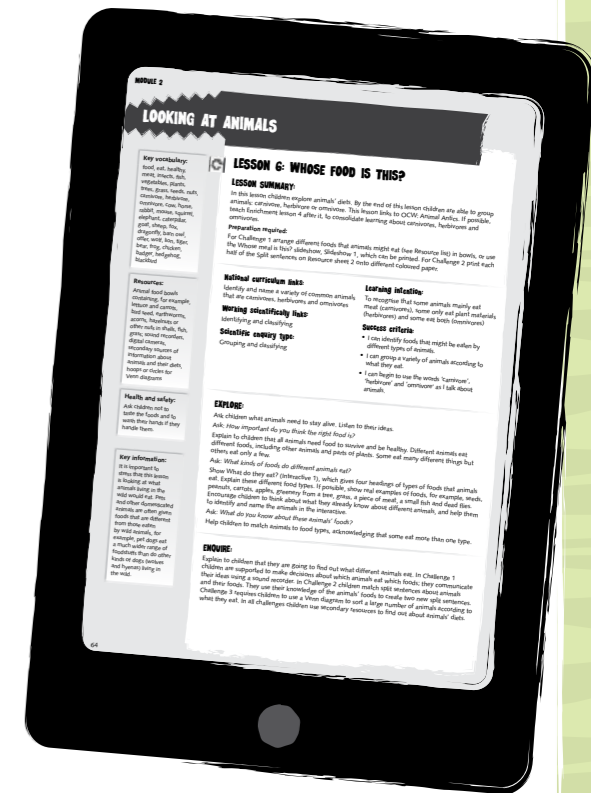 MODULE 2
LOOKING AT ANIMALS
Key vocabulary:
food, eat, healthy,
meat, insects, fish,
vegetables, plants,
trees, grass, seeds, nuts,
carnivore, herbivore,
omnivore, cow, horse,
rabbit, mouse, squirrel,
elephant, caterpillar,
goat, sheep, fox,
dragonfly, barn owl,
otter, wolf, lion, tiger,
bear, frog, chicken,
badger, hedgehog,
blackbird
Resources:
Animal food bowls
containing, for example,
lettuce and carrots,
bird seed, earthworms,
acorns, hazelnuts or
other nuts in shells, fish,
grass; sound recorders,
digital cameras,
secondary sources of
information about
animals and their diets,
hoops or circles for
Venn diagrams
Health and safety:
Ask children not to
taste the foods and to
wash their hands if they
handle them.
Key information:
It is important to
stress that this lesson
is looking at what
animals living in the
wild would eat. Pets
and other domesticated
animals are often given
foods that are different
from those eaten
by wild animals, for
example, pet dogs eat
a much wider range of
foodstuffs than do other
kinds of dogs (wolves
and hyenas) living in
the wild.
64
LESSON 6: WHOSE FOOD IS THIS?
LESSON SUMMARY:
In this lesson children explore animals' diets. By the end of this lesson children are able to group
animals: carnivore, herbivore or omnivore. This lesson links to OCW: Animal Antics. If possible,
teach Enrichment lesson 4 after it, to consolidate learning about carnivores, herbivores and
omnivores.
Preparation required:
For Challenge 1 arrange different foods that animals might eat (see Resource list) in bowls, or use
the Whose meal is this? slideshow, Slideshow 1, which can be printed. For Challenge 2 print each
half of the Split sentences on Resource sheet 2 onto different coloured paper.
National curriculum links:
Identify and name a variety of common animals
that are carnivores, herbivores and omnivores
Working scientifically links:
Identifying and classifying
Scientific enquiry type:
Grouping and classifying
Learning intention:
To recognise that some animals mainly eat
meat (carnivores), some only eat plant materials
(herbivores) and some eat both (omnivores)
Success criteria:
• I can identify foods that might be eaten by
different types of animals.
• I can group a variety of animals according to
what they eat.
• I can begin to use the words 'carnivore',
'herbivore' and 'omnivore' as I talk about
animals.
EXPLORE:
Ask children what animals need to stay alive. Listen to their ideas.
Ask: How important do you think the right food is?
Explain to children that all animals need food to survive and be healthy. Different animals eat
different foods, including other animals and parts of plants. Some eat many different things but
others eat only a few.
Ask: What kinds of foods do different animals eat?
Show What do they eat? (Interactive 1), which gives four headings of types of foods that animals
eat. Explain these different food types. If possible, show real examples of foods, for example, seeds,
peanuts, carrots, apples, greenery from a tree, grass, a piece of meal, a small fish and dead flies.
Encourage children to think about what they already know about different animals, and help them
to identify and name the animals in the interactive.
Ask: What do you know about these animals' foods?
Help children to match animals to food types, acknowledging that some eat more than one type.
ENQUIRE:
Explain to children that they are going to find out what different animals eat. In Challenge 1
children are supported to make decisions about which animals eat which foods; they communicate
their ideas using a sound recorder. In Challenge 2 children match split sentences about animals
and their foods. They use their knowledge of the animals' foods to create two new split sentences.
Challenge 3 requires children to use a Venn diagram to sort a large number of animals according to
what they eat. In all challenges children use secondary resources to find out about animals' diets.